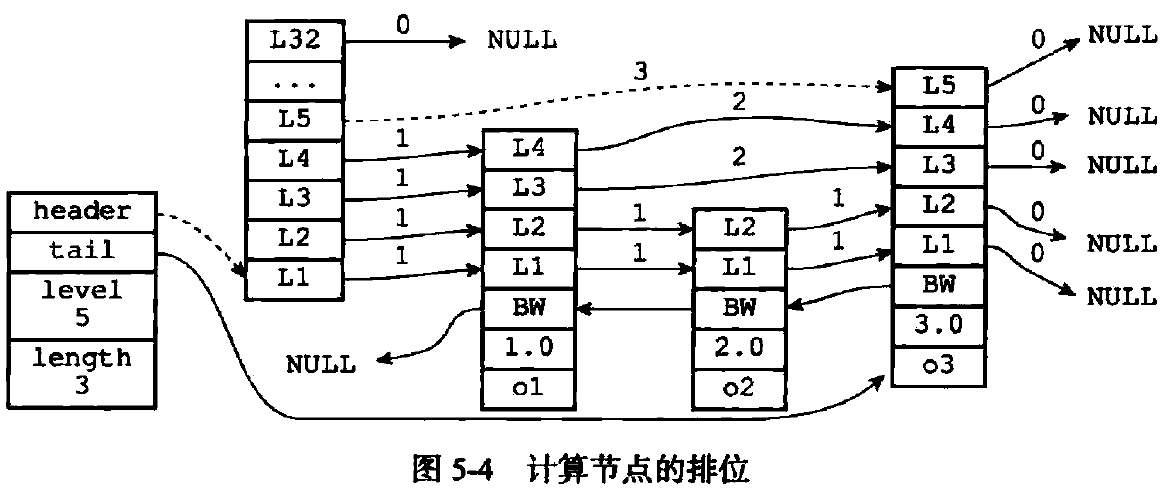 L32
0
NULL
...
L5
3
L4
1
L3
1
L2
1
L1
1
header
tail
level
5
length
3
L4
2
L3
2
L2
1
L1
1
BW
NULL
1.0
o1
L2
1
L1
1
BW
2.0
o2
L5
0
NULL
L4
0
NULL
L3
0
NULL
L2
0
NULL
L1
0
NULL
BW
3.0
o3
图 5-4 计算节点的排位